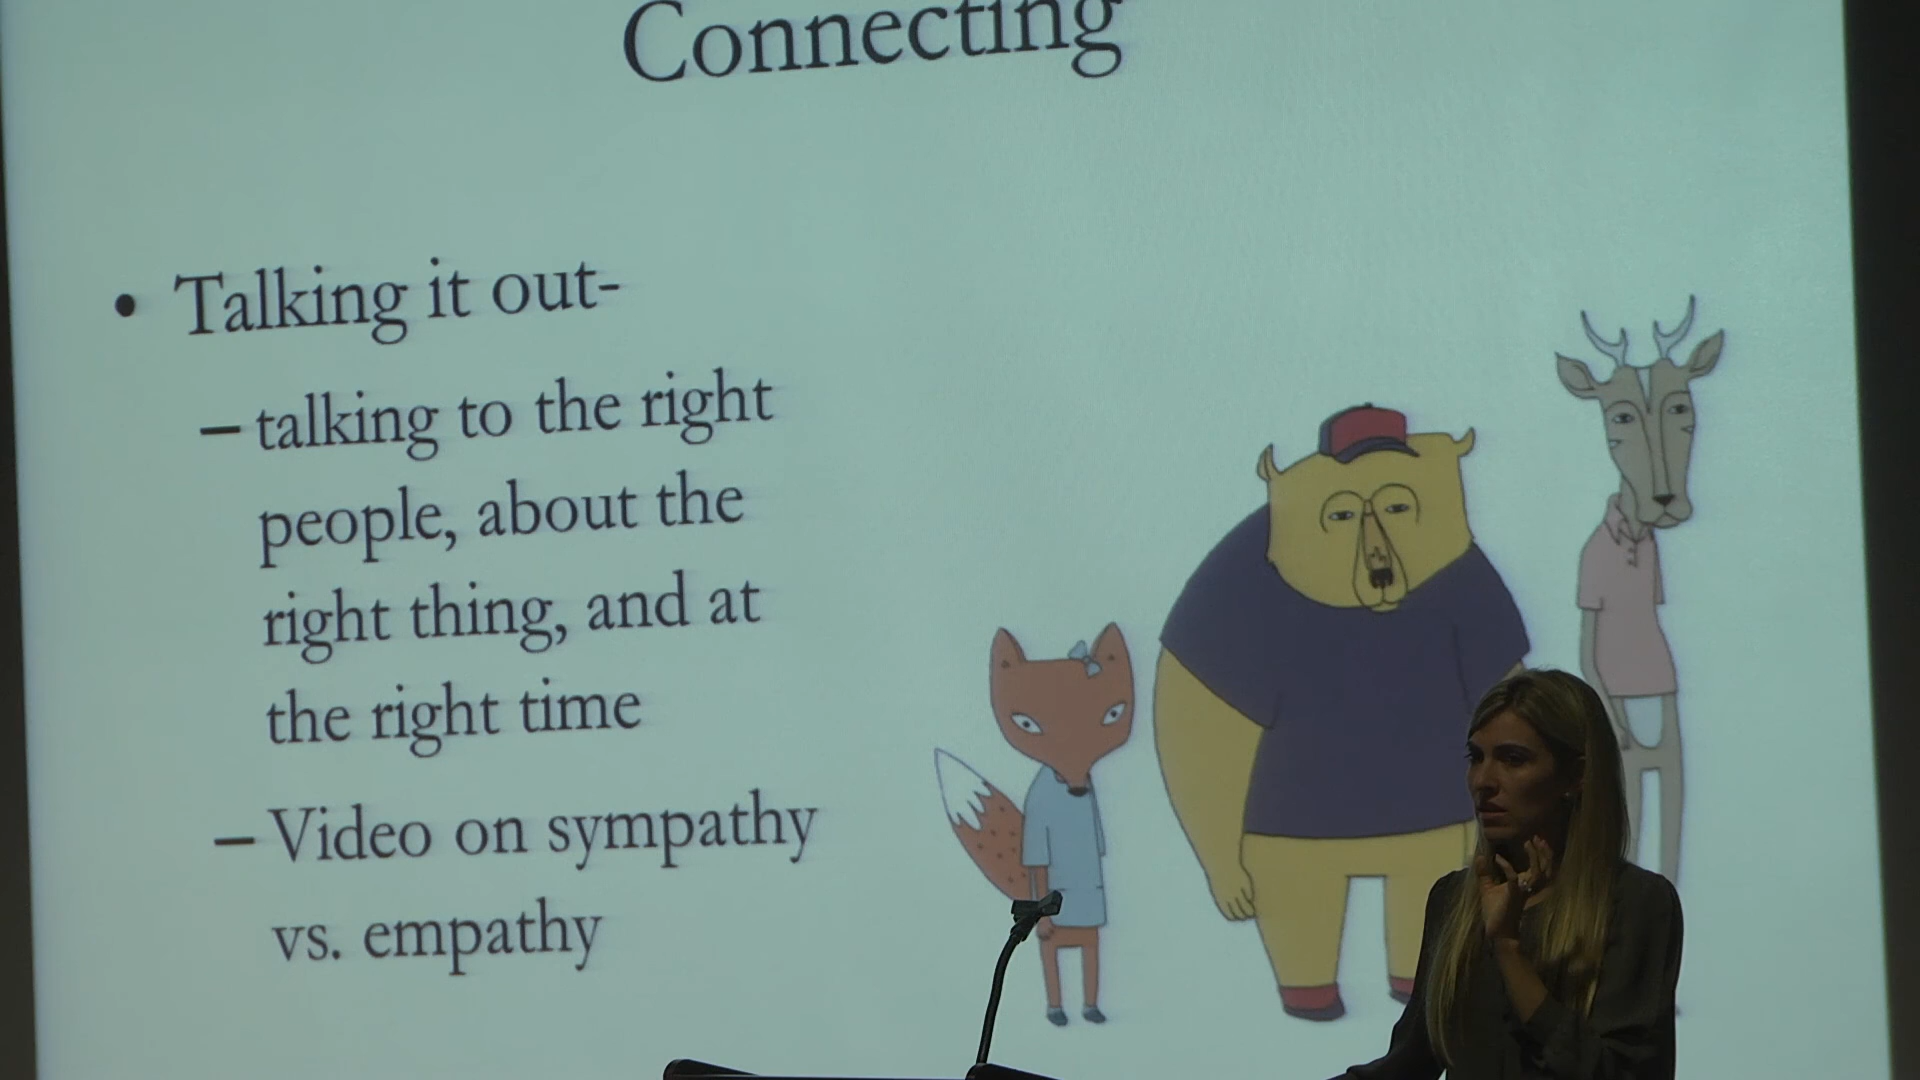 Connecting
• Talking it out-
– talking to the right
people, about the
right thing, and at
the right time
– Video on sympathy
vs. empathy